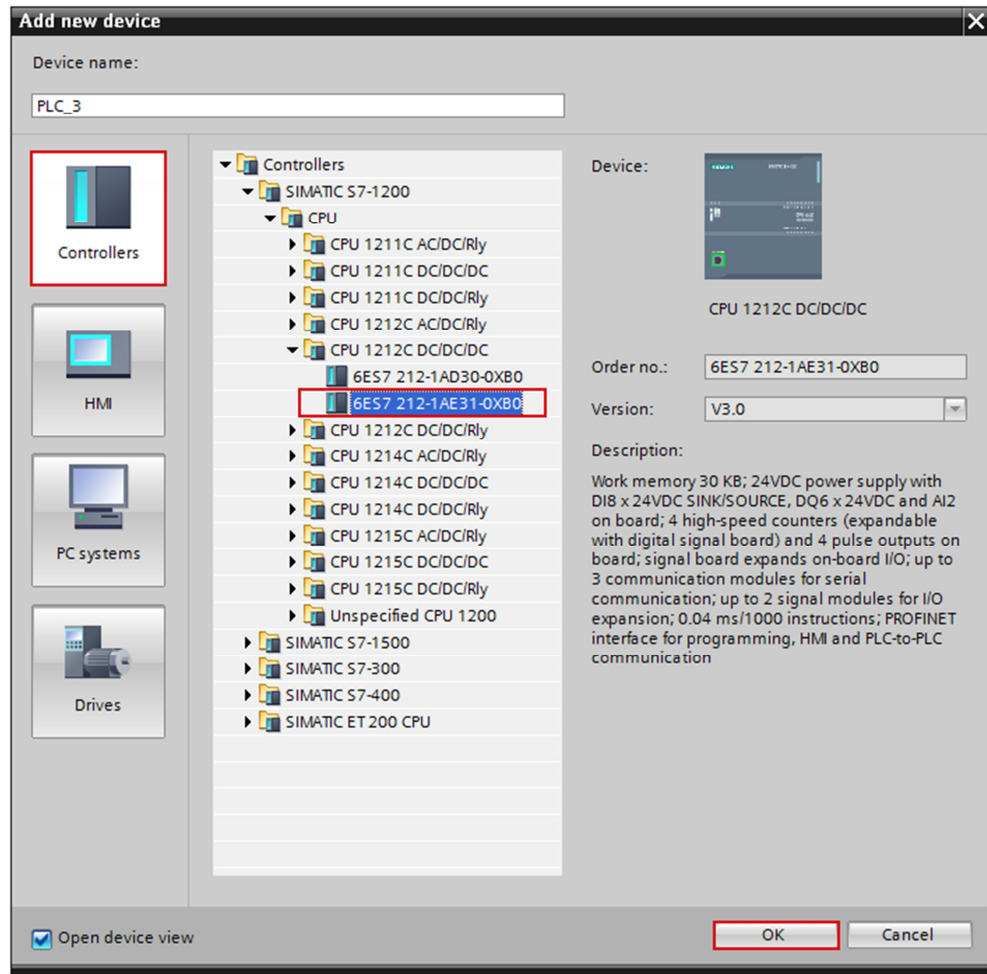 Add new device
Device name:
PLC_3
Controllers
HMI
PC systems
Drives
Controllers
SIMATIC S7-1200
CPU
CPU 1211C AC/DC/Rly
CPU 1211C DC/DC/DC
CPU 1211C DC/DC/Rly
CPU 1212C AC/DC/Rly
CPU 1212C DC/DC/DC
6ES7 212-1AD30-0XB0
6ES7 212-1AE31-0XB0
CPU 1212C DC/DC/Rly
CPU 1214C AC/DC/Rly
CPU 1214C DC/DC/DC
CPU 1214C DC/DC/Rly
CPU 1215C AC/DC/Rly
CPU 1215C DC/DC/DC
CPU 1215C DC/DC/Rly
Unspecified CPU 1200
SIMATIC S7-1500
SIMATIC S7-300
SIMATIC S7-400
SIMATIC ET 200 CPU
Device:
CPU 1212C DC/DC/DC
Order no.:
6ES7 212-1AE31-0XB0
Version:
V3.0
Description:
Work memory 30 KB; 24VDC power supply with
DI8 x 24VDC SINK/SOURCE, DQ6 x 24VDC and AI2
on board; 4 high-speed counters (expandable
with digital signal board) and 4 pulse outputs on
board; signal board expands on-board I/O; up to
3 communication modules for serial
communication; up to 2 signal modules for I/O
expansion; 0.04 ms/1000 instructions; PROFINET
interface for programming, HMI and PLC-to-PLC
communication
Open device view
OK
Cancel